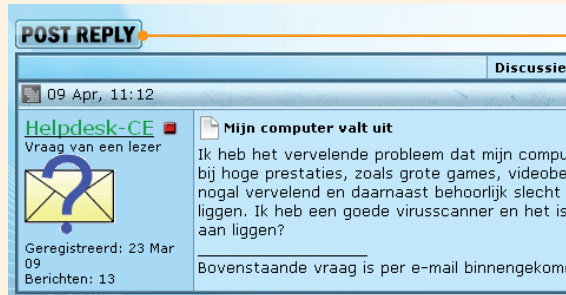 POST REPLY
Discussie
09 Apr, 11:12
Helpdesk-CE
Vraag van een lezer
Geregistreerd: 23 Mar
09
Berichten: 13
Mijn computer valt uit
Ik heb het vervelende probleem dat mijn compu
bij hoge prestaties, zoals grote games, videobe
nogal vervelend en daarnaast behoorlijk slecht
liggen. Ik heb een goede virusscanner en het is
aan liggen?
Bovenstaande vraag is per e-mail binnengekome